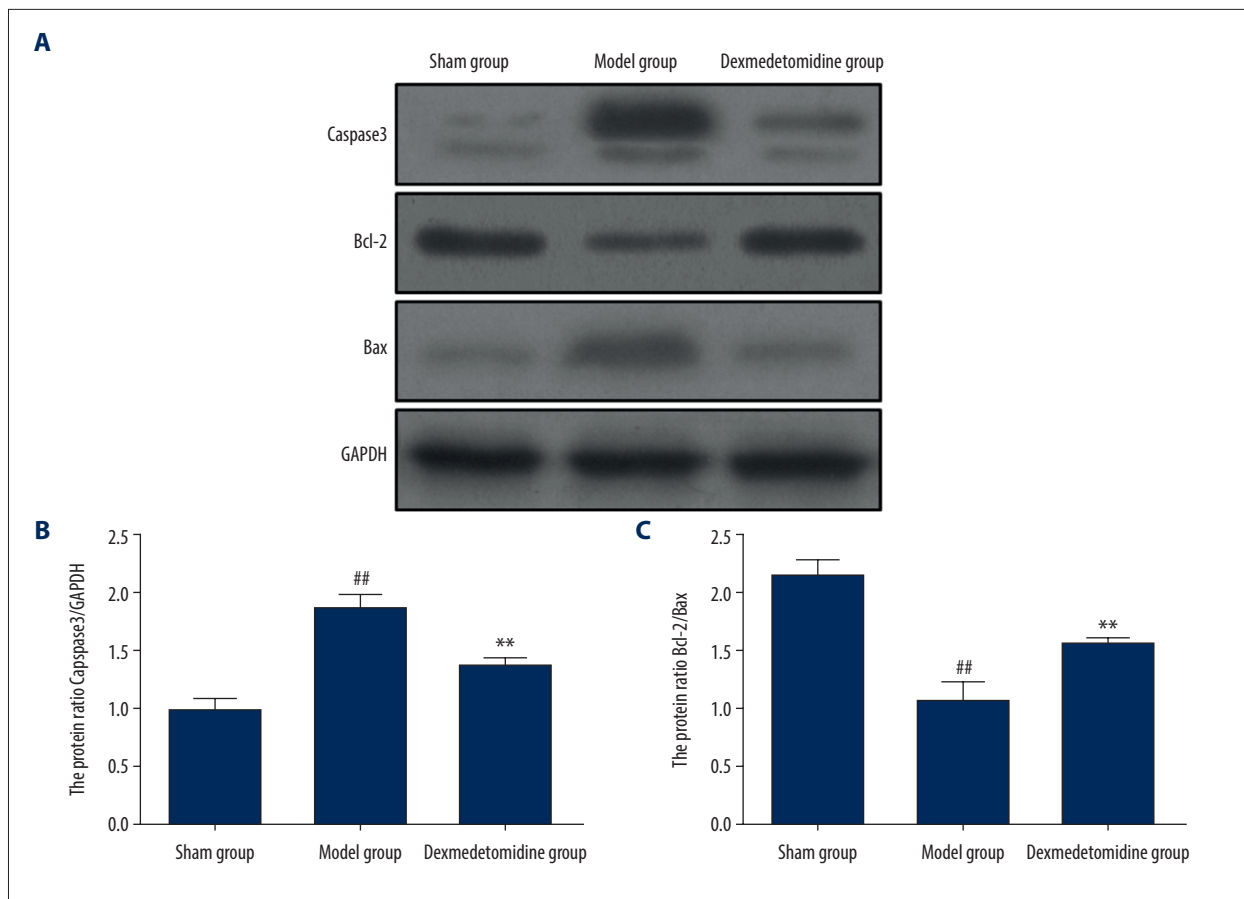 A
Sham group Model group Dexmedetomidine group
Caspase3
Bcl-2
Bax
GAPDH
B
The protein ratio Capspase3/GAPDH
2.5
2.0
1.5
1.0
0.5
0.0
##
**
Sham group Model group Dexmedetomidine group
C
The protein ratio Bcl-2/Bax
2.5
2.0
1.5
1.0
0.5
0.0
##
**
Sham group Model group Dexmedetomidine group